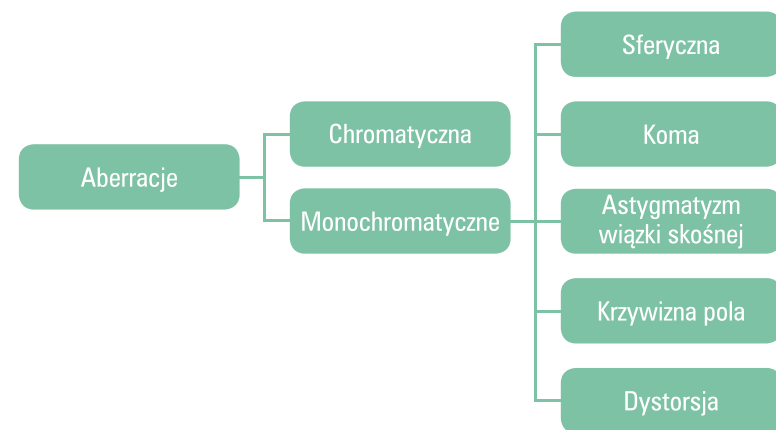 Aberracje
Chromatyczna
Monochromatyczne
Sferyczna
Koma
Astygmatyzm
wiązki skośnej
Krzywizna pola
Dystorsja